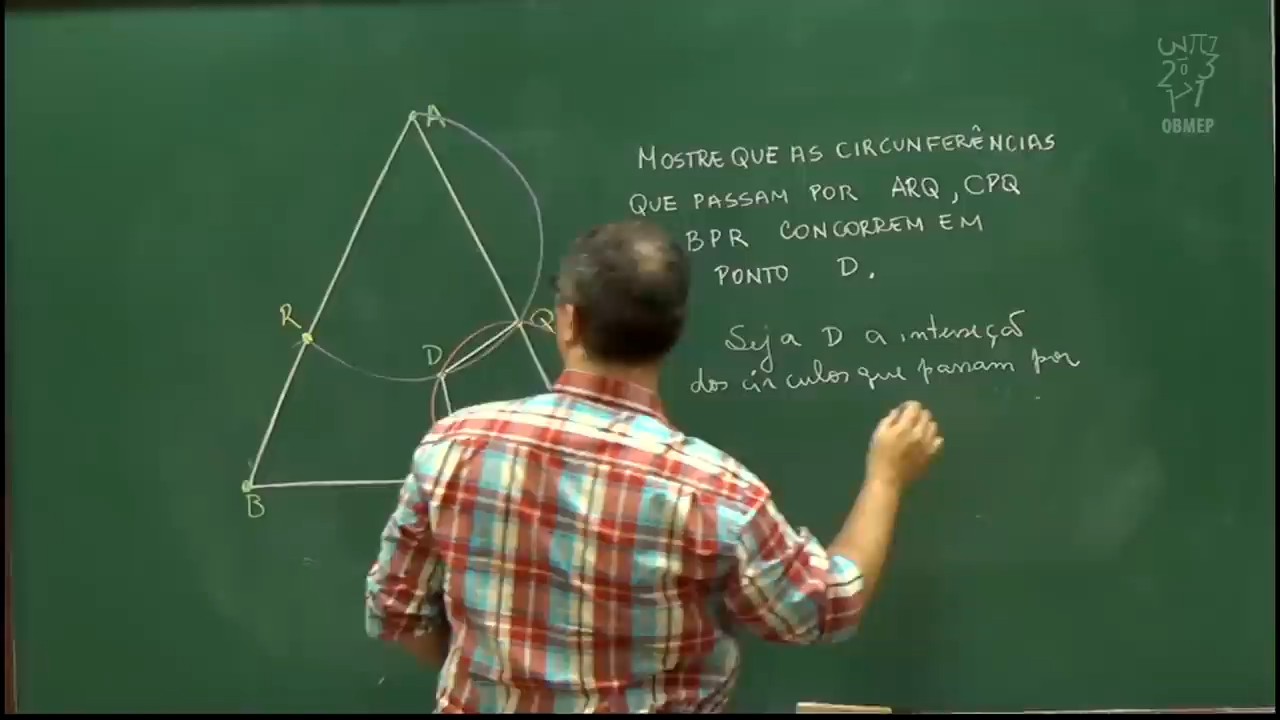 A
R
D
Q
B
MOSTRE QUE AS CIRCUNFERÊNCIAS
QUE PASSAM POR ARQ, CPQ
BPR CONCORREM EM
PONTO D.
Seja D a interseção
dos círculos que passam por
OBMEP